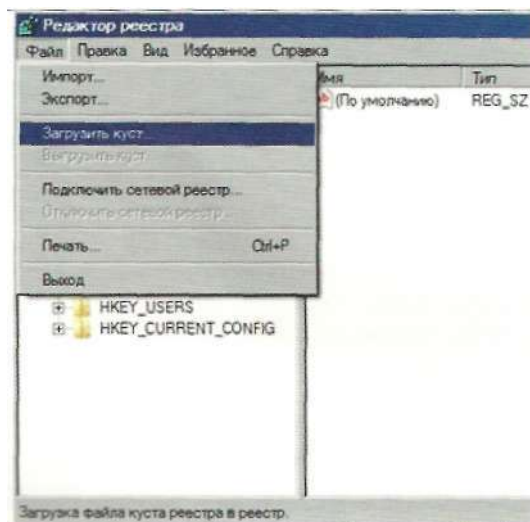 Редактор реестра
Файл Правка Вид Избранное Справка
Импорт...
Экспорт...
Загрузить куст...
Выгрузить куст...
Подключить сетевой реестр...
Отключить сетевой реестр...
Печать... Ctrl+P
Выход
Имя Тип
(По умолчанию) REG_SZ
HKEY_USERS
HKEY_CURRENT_CONFIG
Загрузка файла куста реестра в реестр.